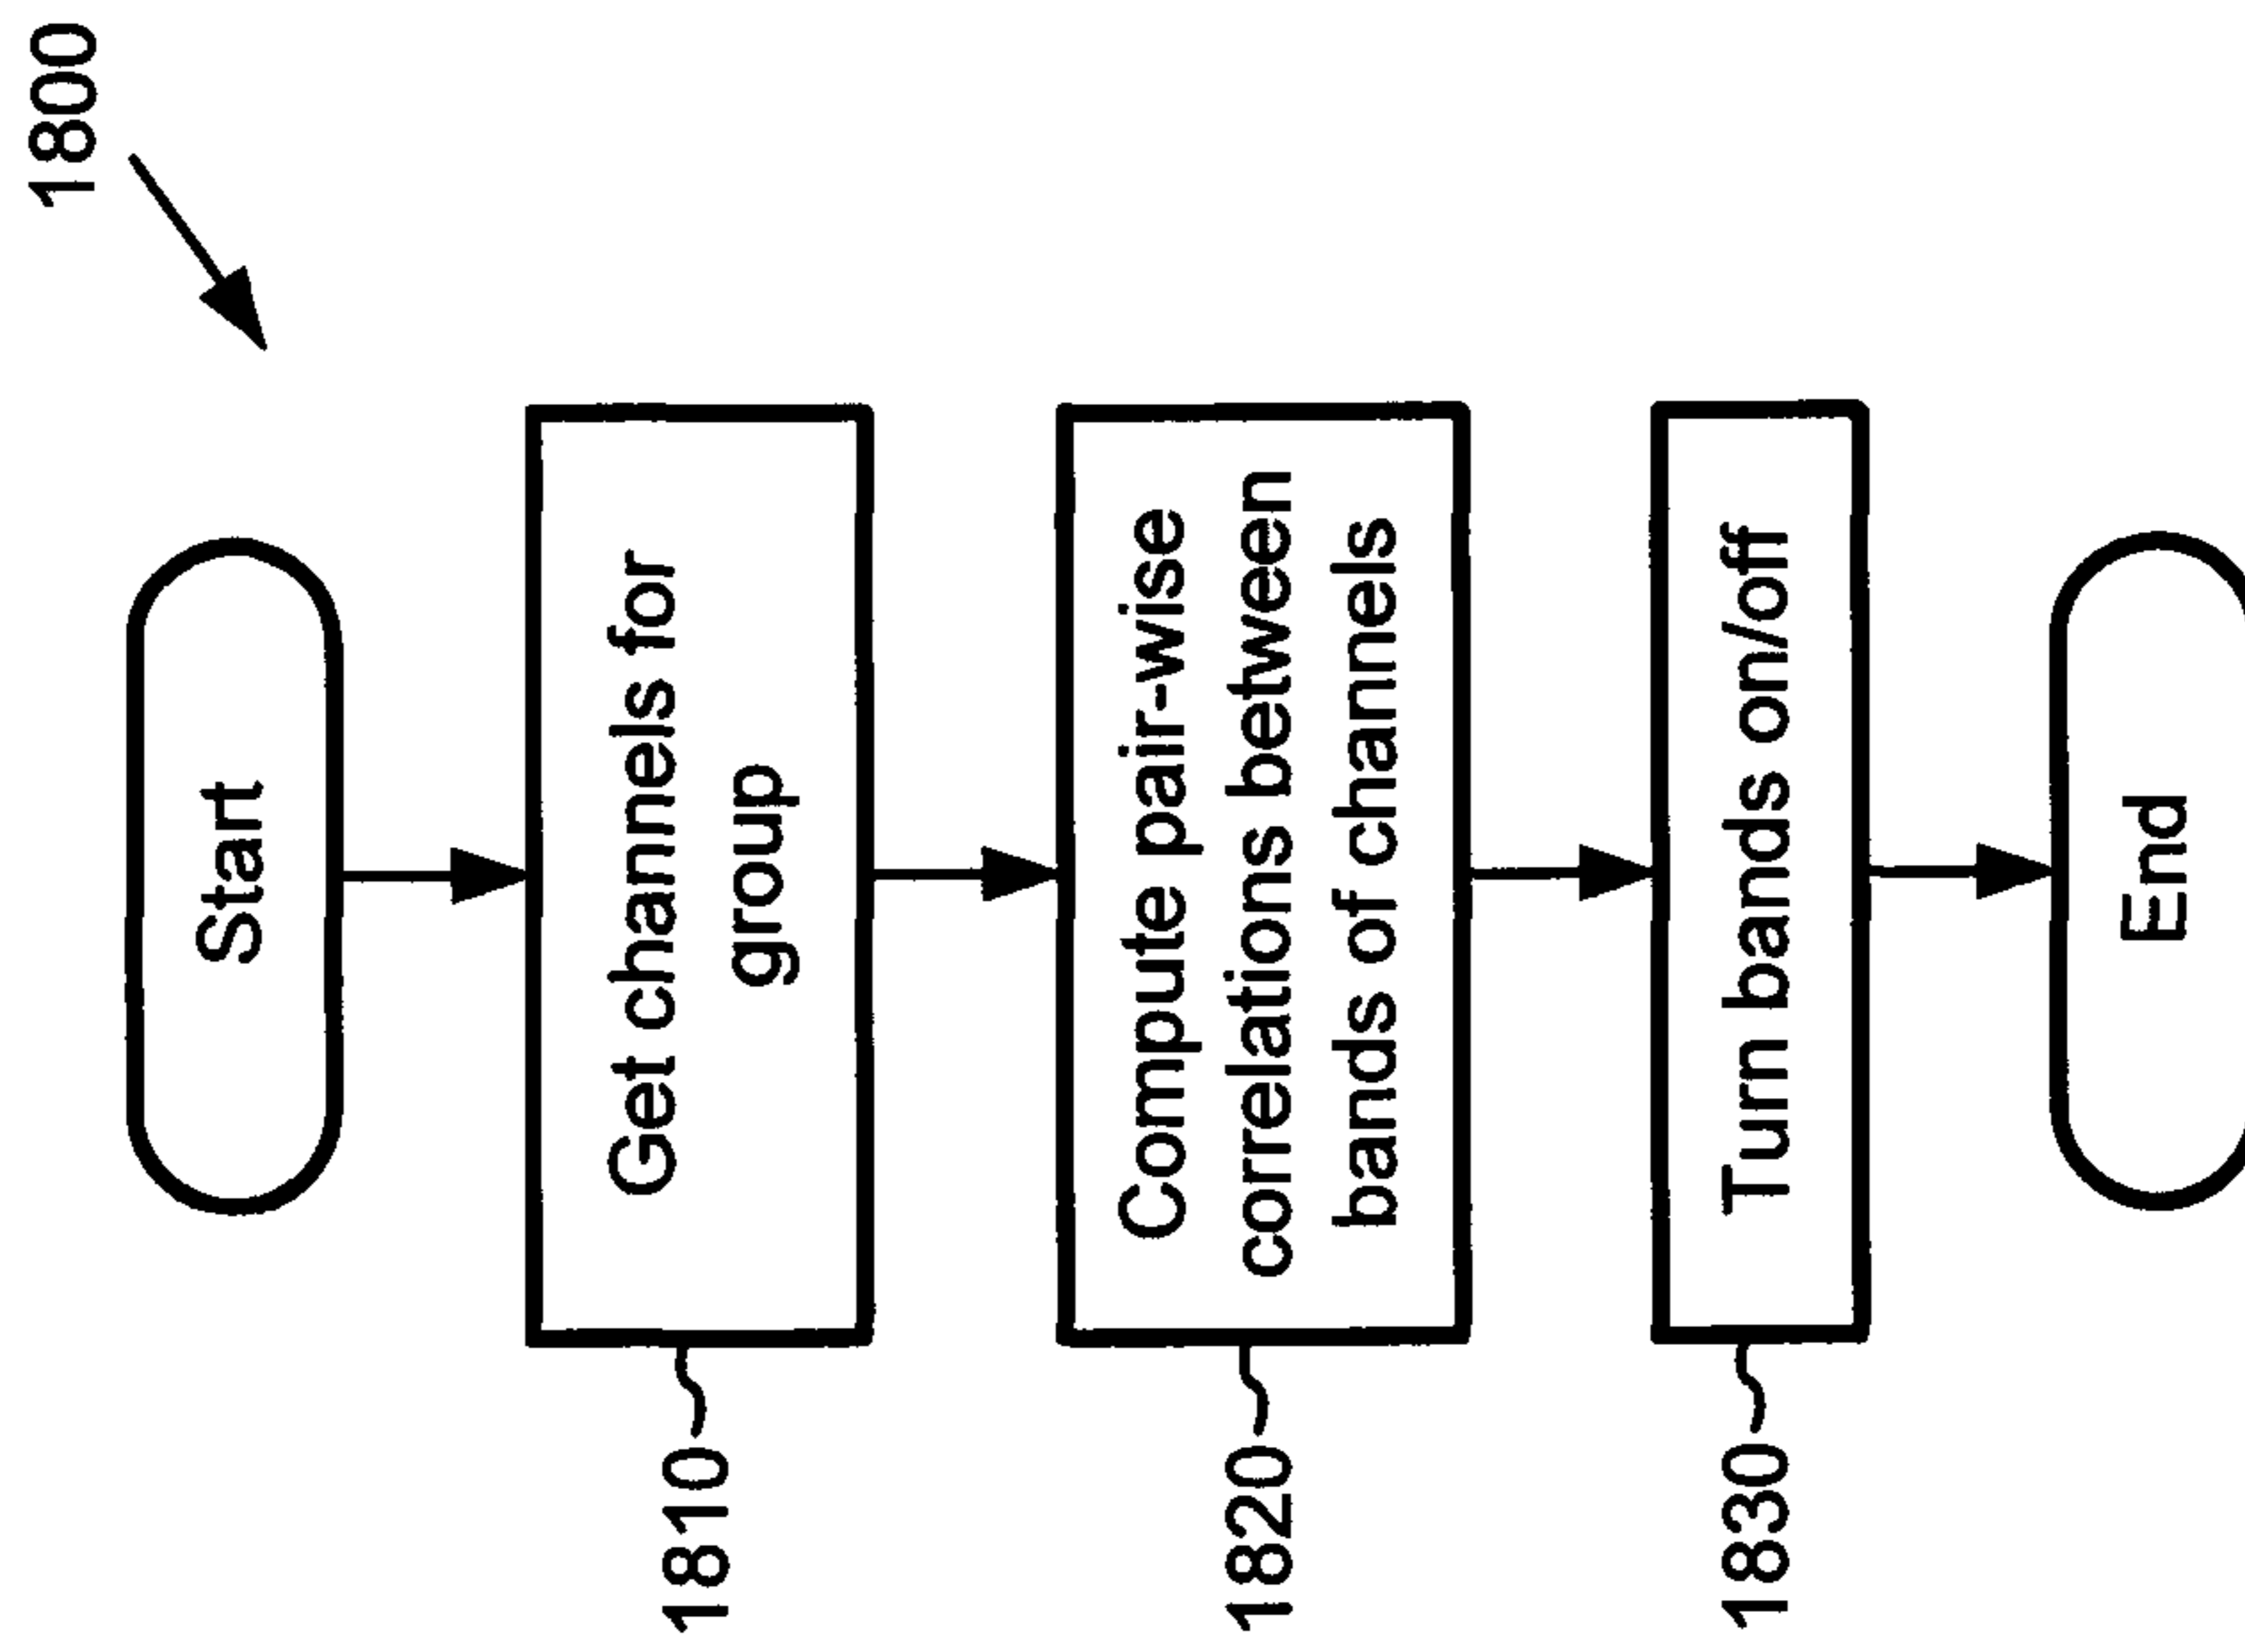 1800
Start
Get channels for
group
1810
Compute pair-wise
correlations between
bands of channels
1820
Turn bands on/off
1830
End